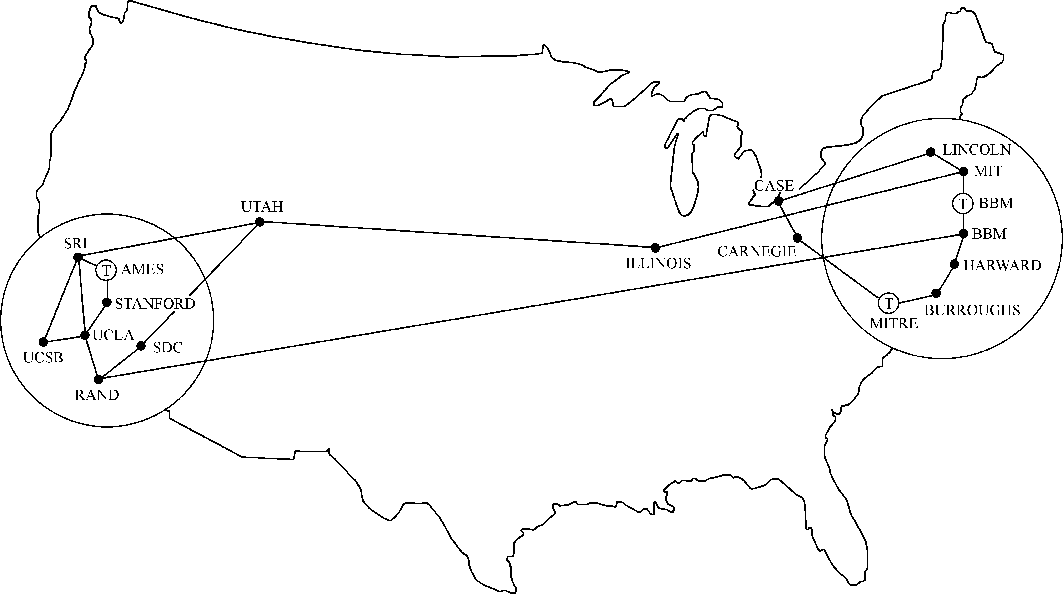 LINCOLN
MIT
CASE
T BBM
UTAH
BBM
SRI
CARNEGIE
ILLINOIS
HARWARD
T AMES
STANFORD
T
BURROUGHS
MITRE
UCLA
SDC
UCSB
RAND